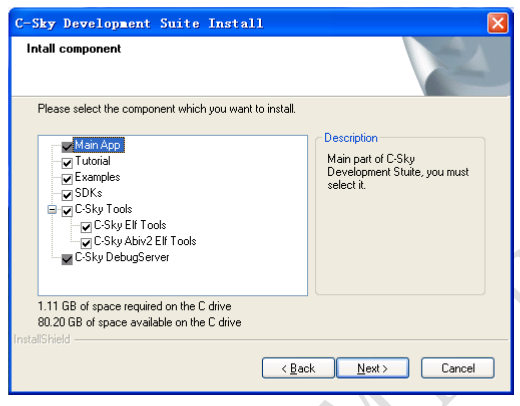 C-Sky Development Suite Install
Intall component
Please select the component which you want to install.
Main App
Tutorial
Examples
SDKs
C-Sky Tools
C-Sky Elf Tools
C-Sky Abiv2 Elf Tools
C-Sky DebugServer
Description
Main part of C-Sky
Development Stuite, you must
select it.
1.11 GB of space required on the C drive
80.20 GB of space available on the C drive
InstallShield
< Back
Next >
Cancel